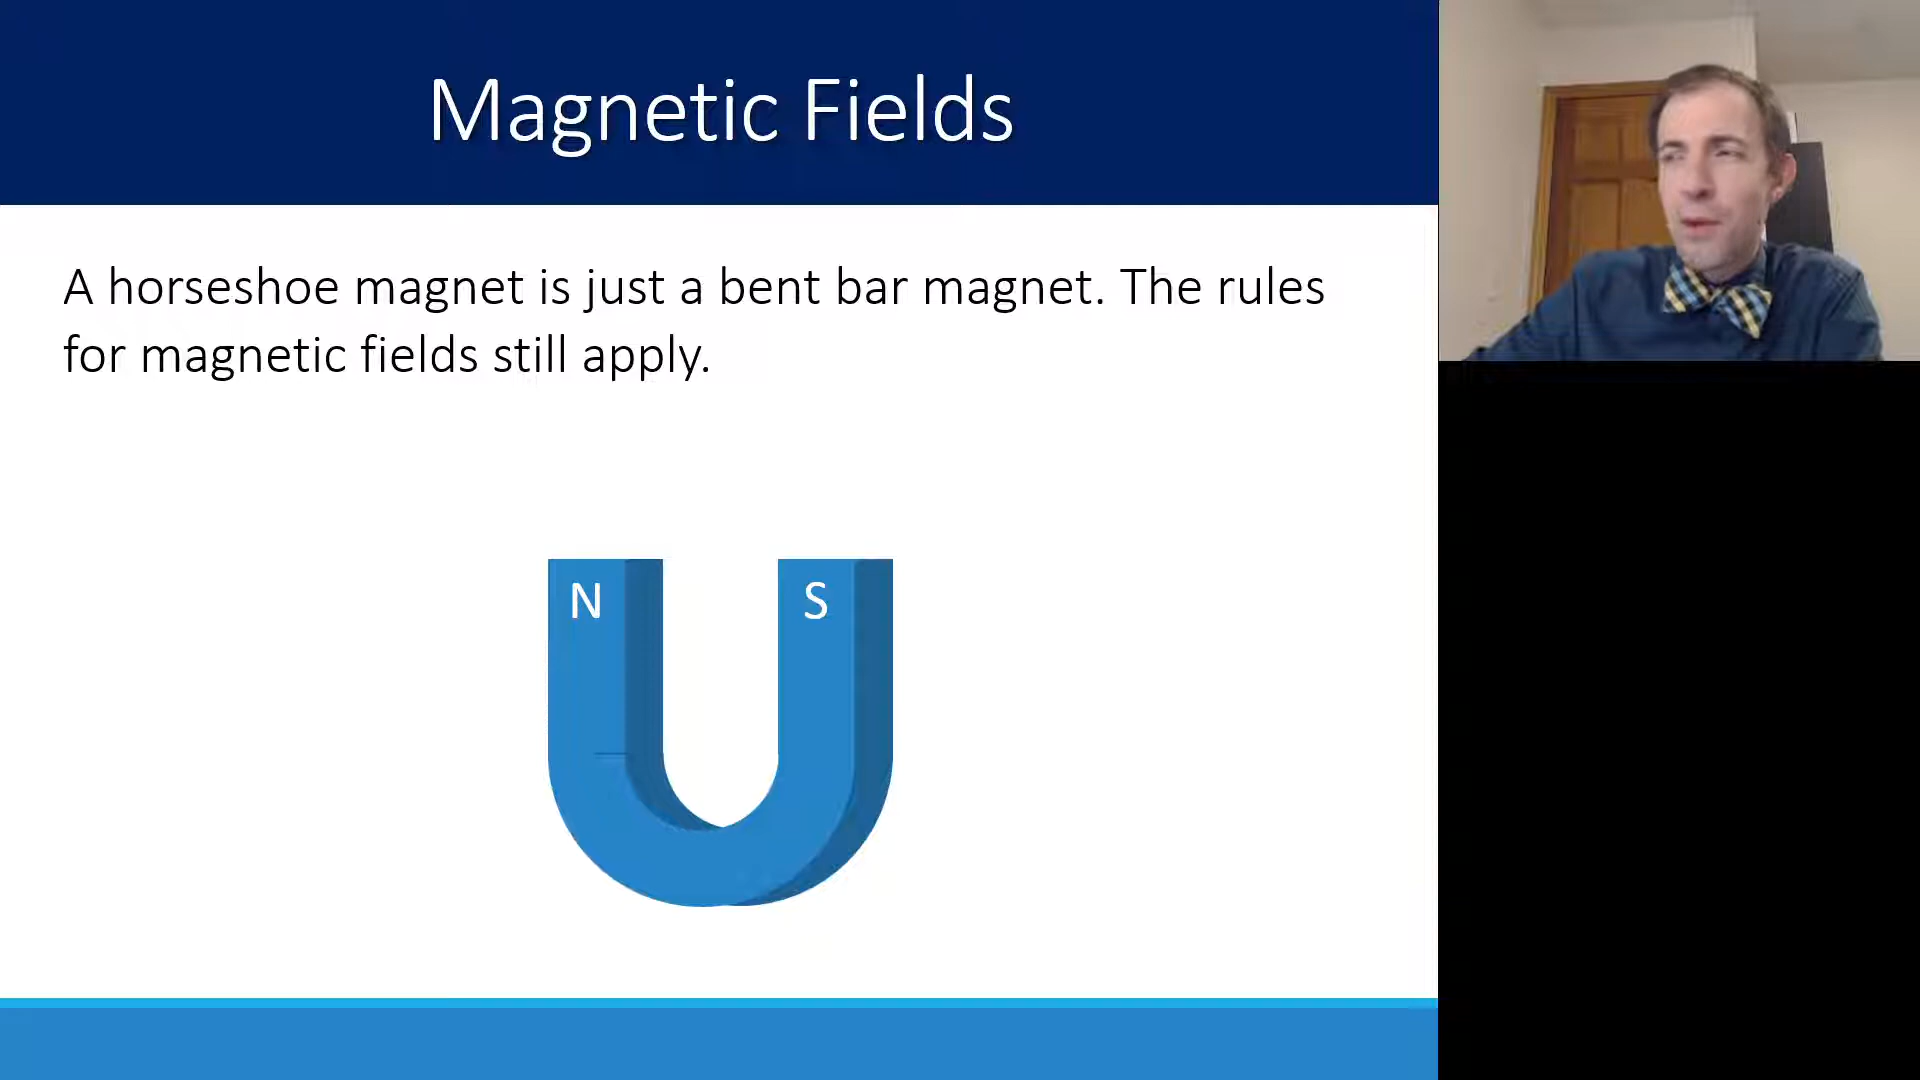 Magnetic Fields
A horseshoe magnet is just a bent bar magnet. The rules
for magnetic fields still apply.
N S